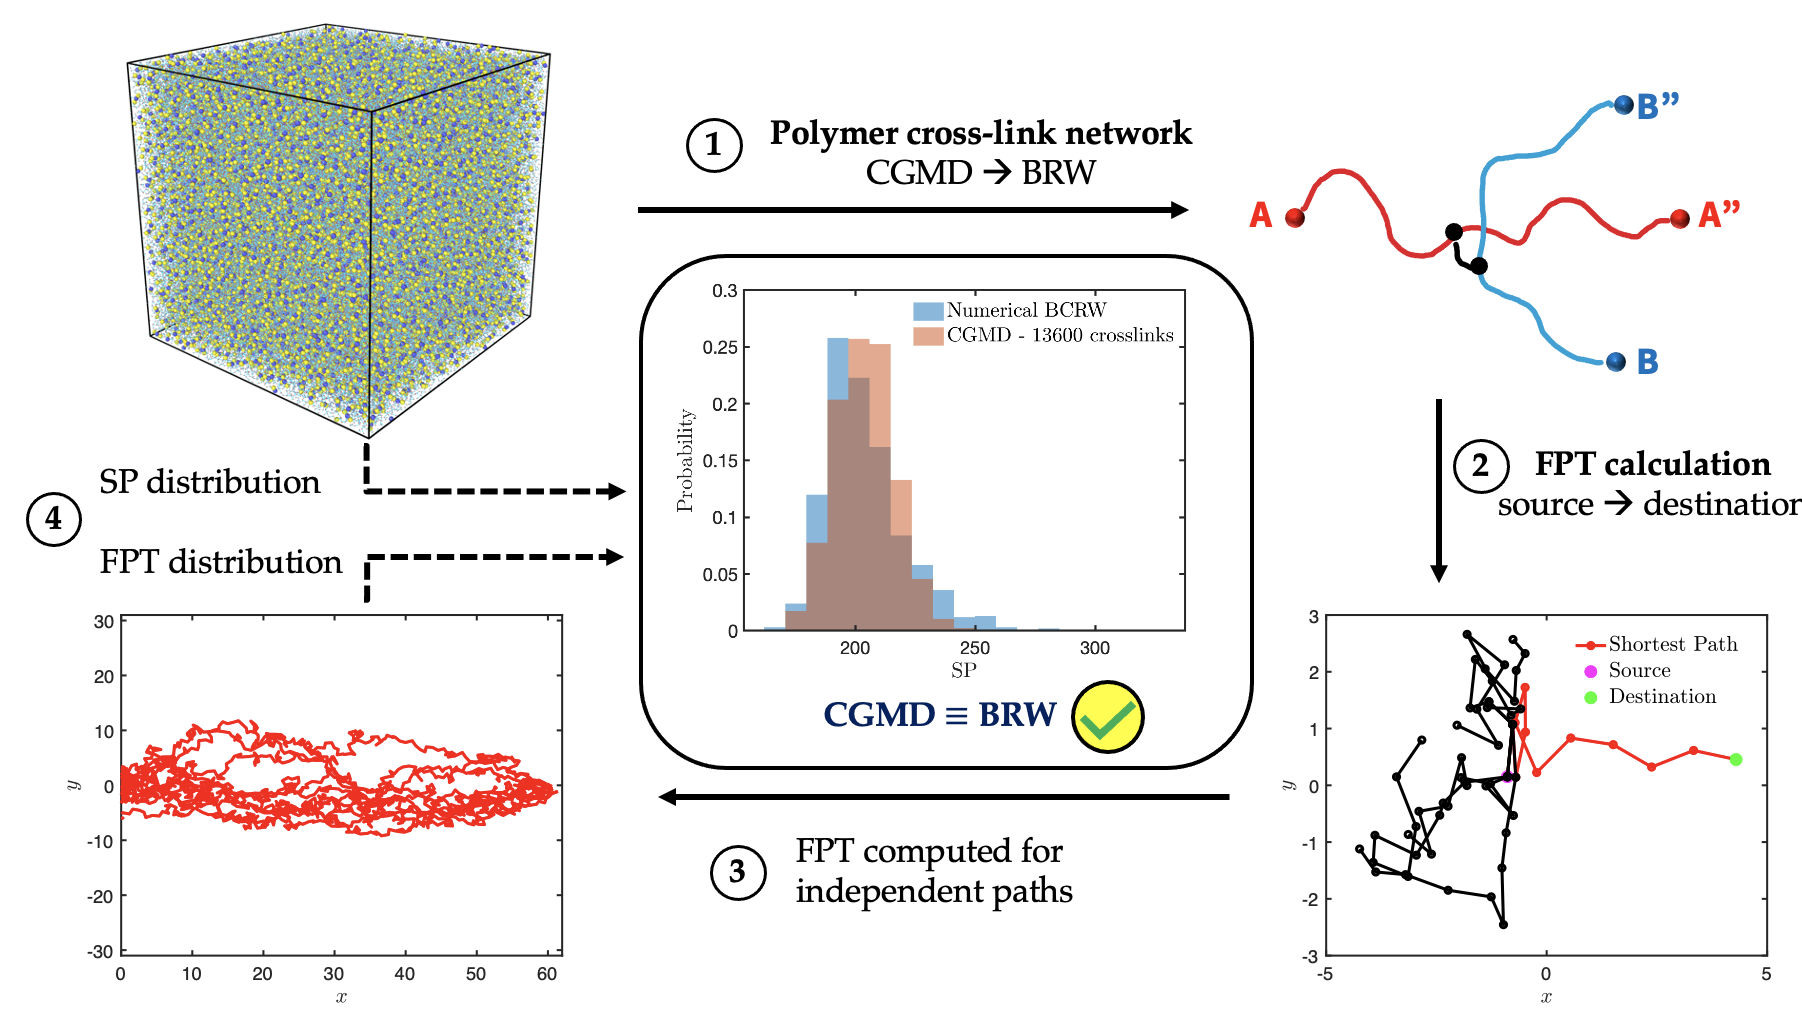 1
Polymer cross-link network
CGMD → BRW
A
B”
A”
B
0.3
0.25
0.2
0.15
0.1
0.05
0
Probability
Numerical BCRW
CGMD - 13600 crosslinks
200
250
300
SP
CGMD ≡ BRW
2
FPT calculation
source → destination
4
SP distribution
FPT distribution
30
20
10
0
-10
-20
-30
y
0
10
20
30
40
50
60
x
3
FPT computed for
independent paths
3
2
1
0
-1
-2
-3
y
Shortest Path
Source
Destination
-5
0
5
x